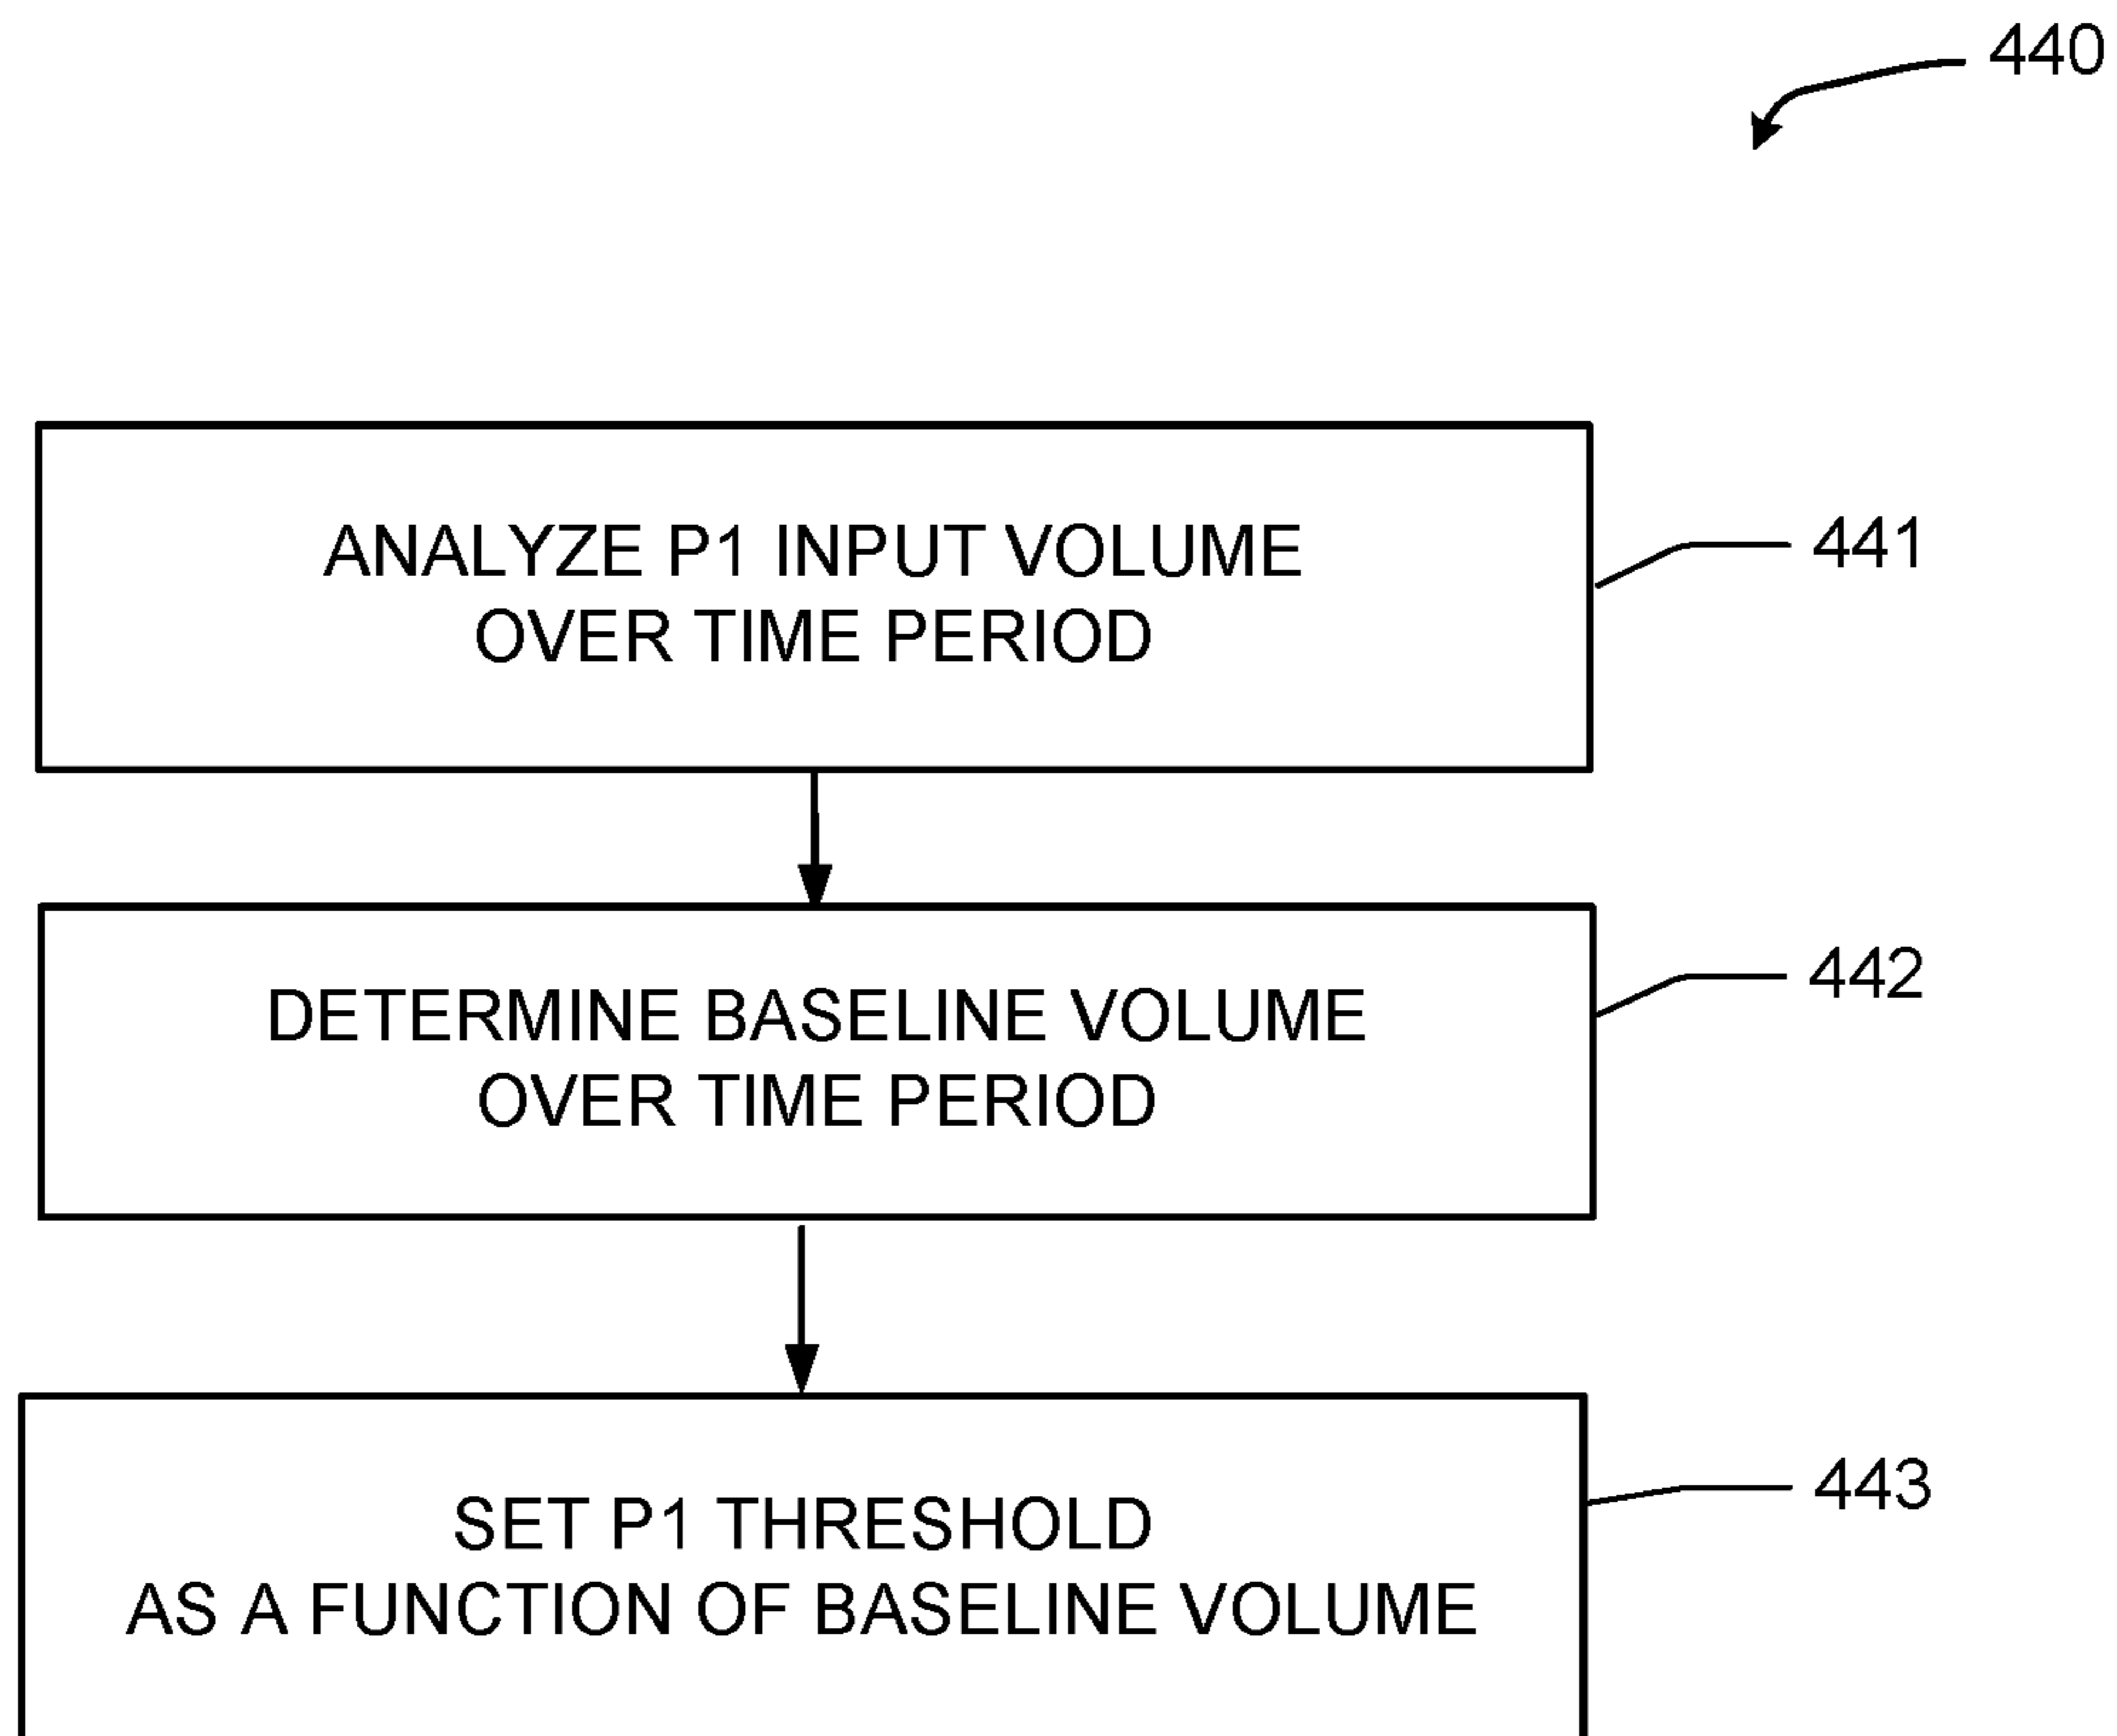 440
ANALYZE P1 INPUT VOLUME
OVER TIME PERIOD
441
DETERMINE BASELINE VOLUME
OVER TIME PERIOD
442
SET P1 THRESHOLD
AS A FUNCTION OF BASELINE VOLUME
443